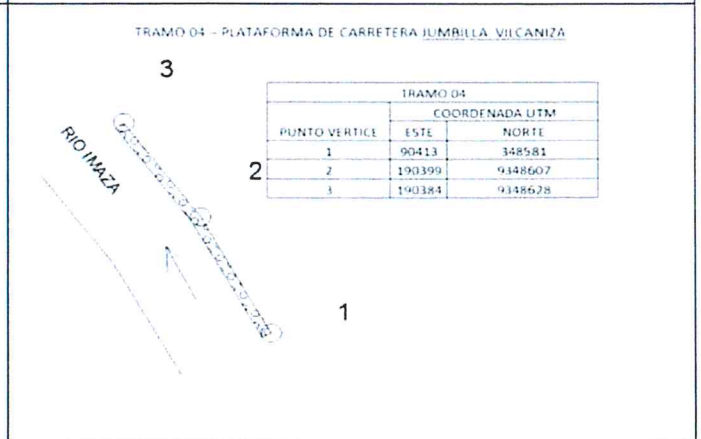 TRAMO 04 - PLATAFORMA DE CARRETERA JUMBILLA VILCANIZA
3
TRAMO 04
COORDENADA UTM
PUNTO VERTICE ESTE NORTE
1 90413 348581
2 190399 9348607
3 190384 9348628
RIO IMAZA
2
1